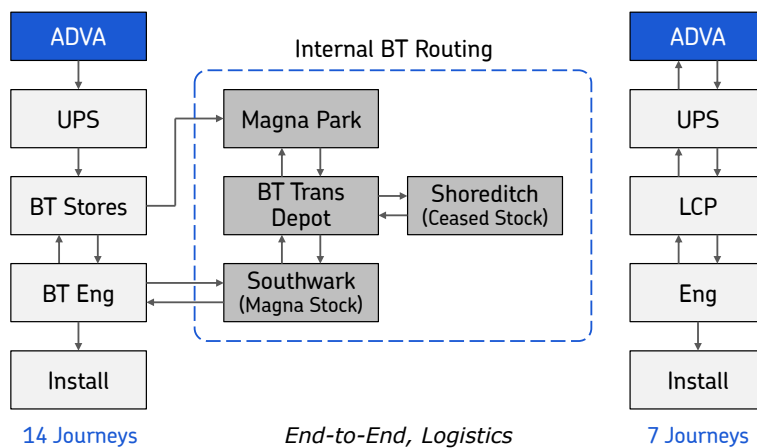 ADVA
UPS
BT Stores
BT Eng
Install
14 Journeys
Internal BT Routing
Magna Park
BT Trans
Depot
Shoreditch
(Ceased Stock)
Southwark
(Magna Stock)
End-to-End, Logistics
ADVA
UPS
LCP
Eng
Install
7 Journeys